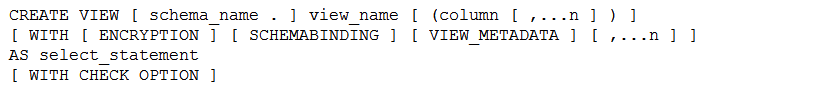 CREATE VIEW [ schema_name . ] view_name [ (column [ ,...n ] ) ]
[ WITH [ ENCRYPTION ] [ SCHEMABINDING ] [ VIEW_METADATA ] [ ,...n ] ]
AS select_statement
[ WITH CHECK OPTION ]